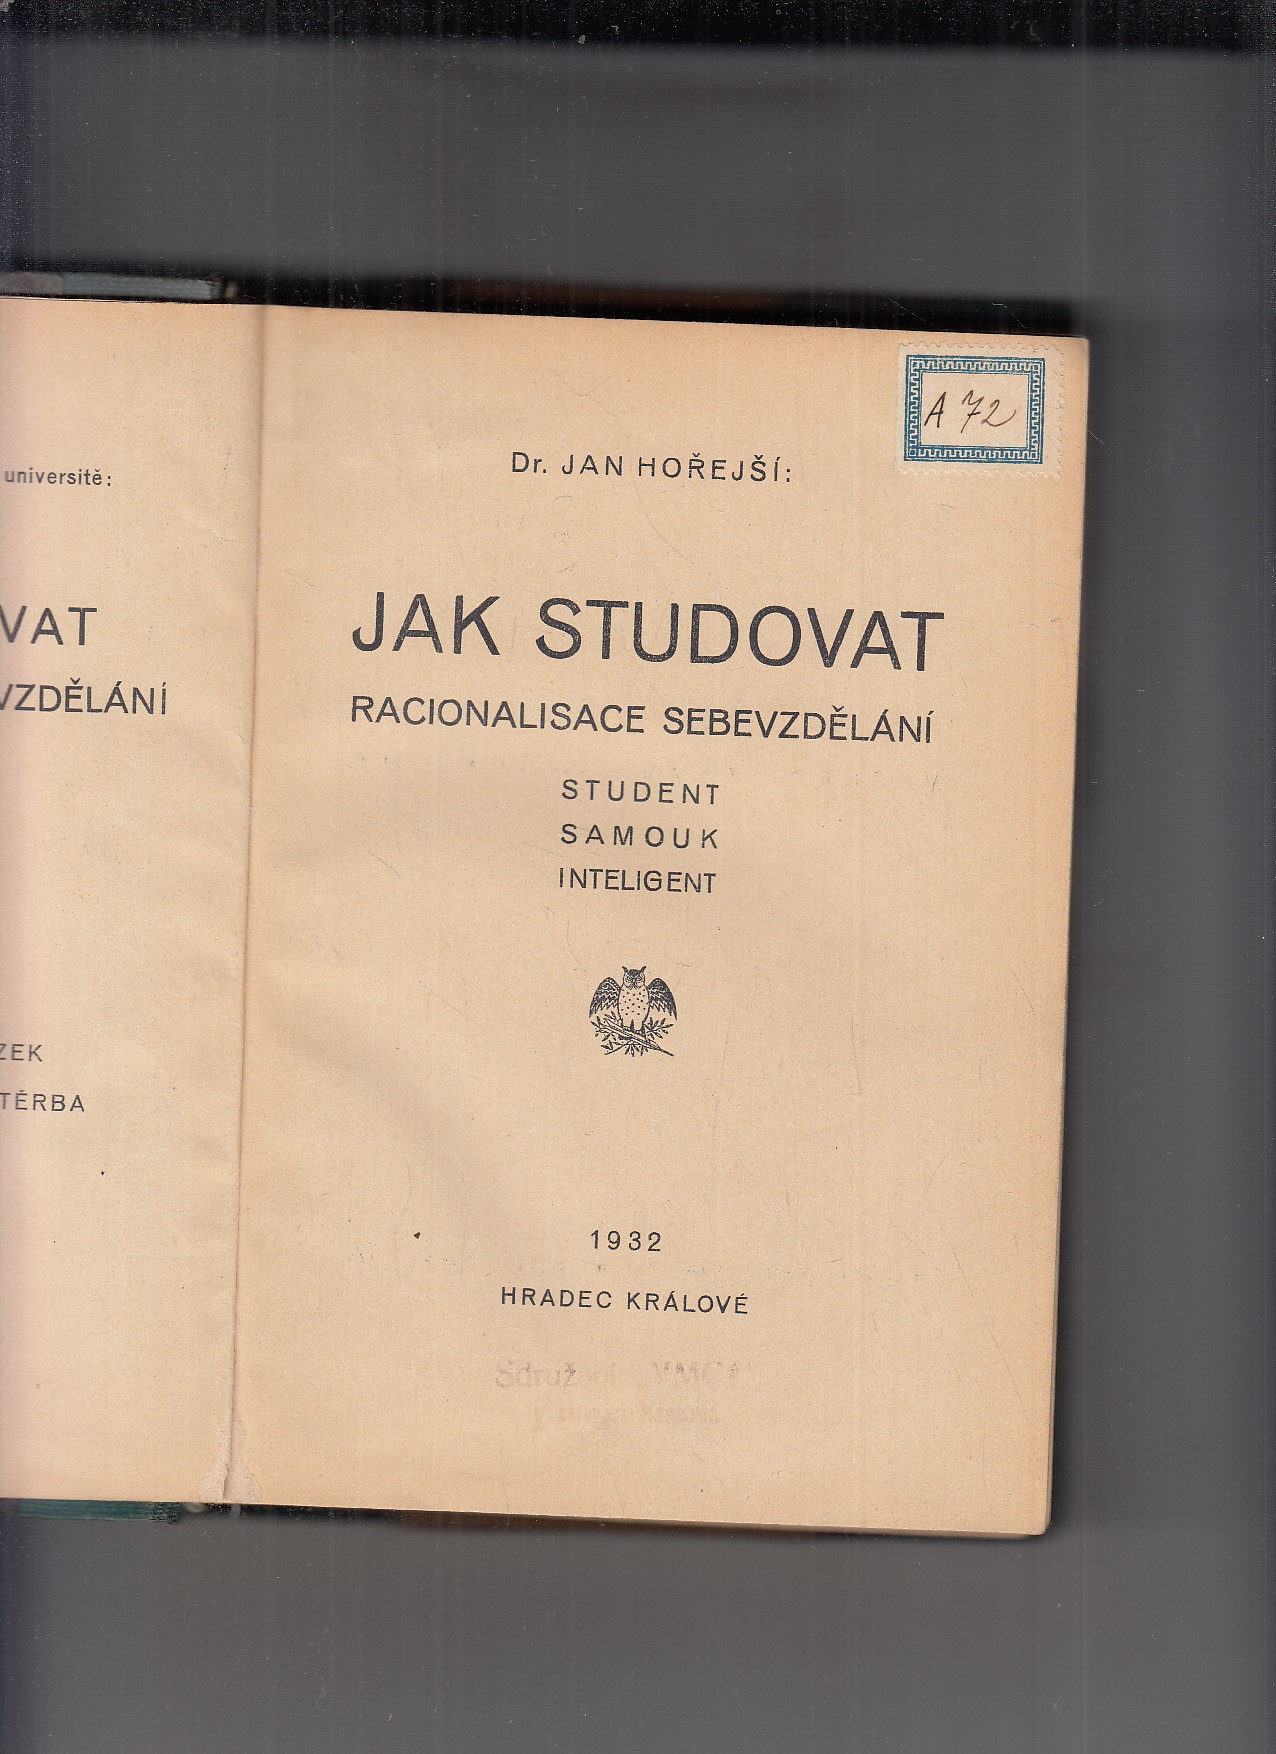 universitě:
VAT
VZDĚLÁNÍ
ZEK
TĚRBA
A 72
Dr. JAN HOŘEJŠÍ:
JAK STUDOVAT
RACIONALISACE SEBEVZDĚLÁNÍ
STUDENT
SAMOUK
INTELIGENT
1932
HRADEC KRÁLOVÉ
YMCA